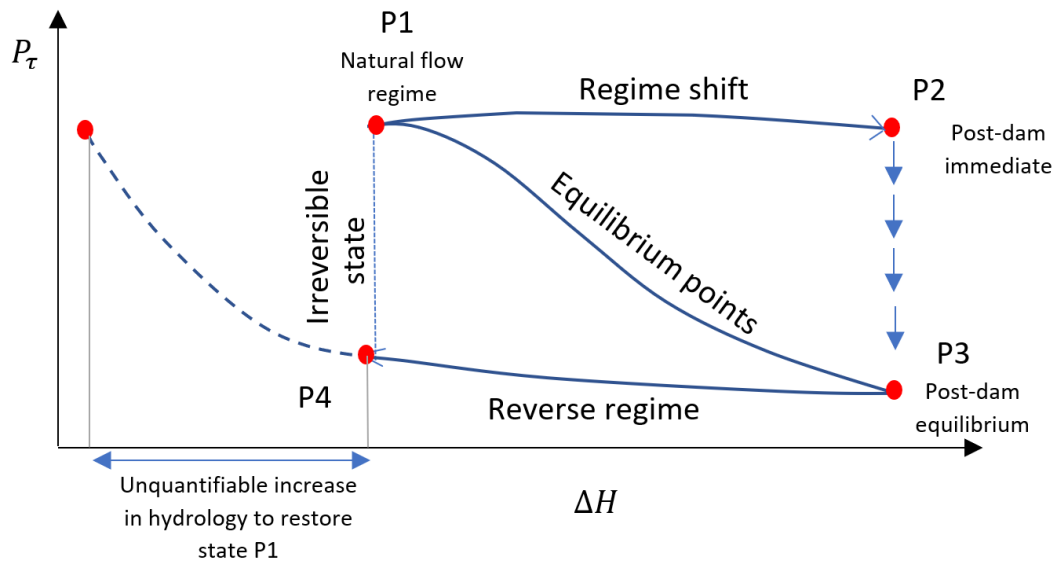 P1
P_τ
Natural flow
regime
Regime shift
P2
Post-dam
immediate
Irreversible
state
Equilibrium points
P3
Post-dam
equilibrium
P4
Reverse regime
Unquantifiable increase
in hydrology to restore
state P1
ΔH